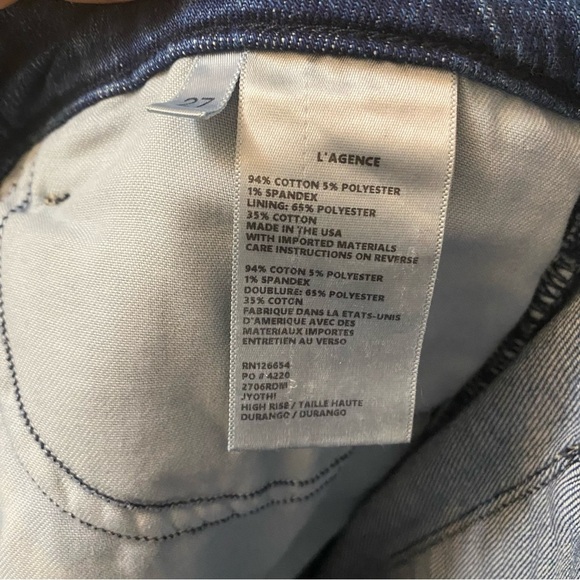 27
L'AGENCE
94% COTTON 5% POLYESTER
1% SPANDEX
LINING: 65% POLYESTER
35% COTTON
MADE IN THE USA
WITH IMPORTED MATERIALS
CARE INSTRUCTIONS ON REVERSE
94% COTON 5% POLYESTER
1% SPANDEX
DOUBLURE: 65% POLYESTER
35% COTON
FABRIQUE DANS LA ETATS-UNIS
D'AMERIQUE AVEC DES
MATERIAUX IMPORTES
ENTRETIEN AU VERSO
RN126654
PO # 4220
2706RDM
JYOTHI
HIGH RISE / TAILLE HAUTE
DURANGO / DURANGO